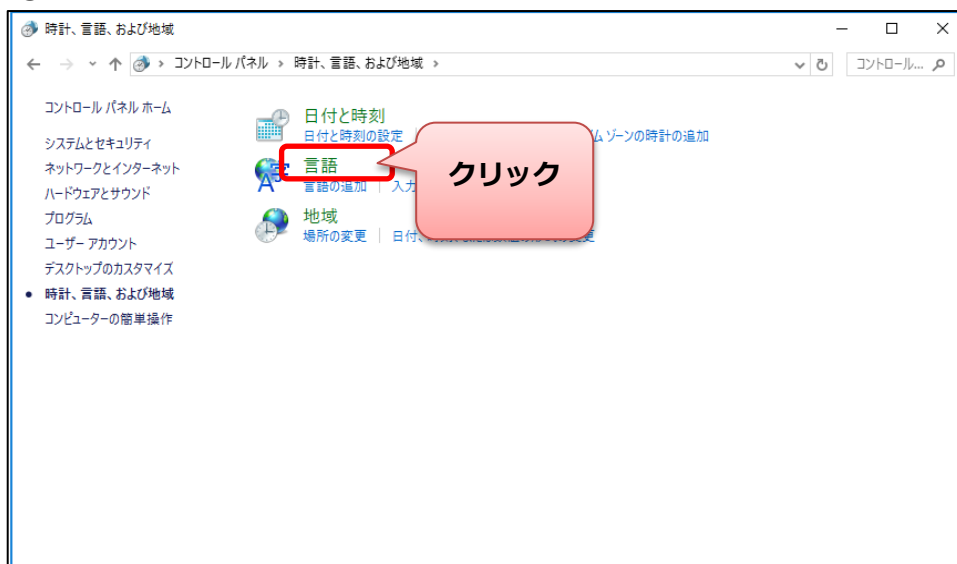 時計、言語、および地域
コントロール パネル › 時計、言語、および地域 ›
コントロール...
コントロール パネル ホーム
システムとセキュリティ
ネットワークとインターネット
ハードウェアとサウンド
プログラム
ユーザー アカウント
デスクトップのカスタマイズ
時計、言語、および地域
コンピューターの簡単操作
日付と時刻
日付と時刻の設定
ゾーンの時計の追加
言語
言語の追加
地域
場所の変更
クリック